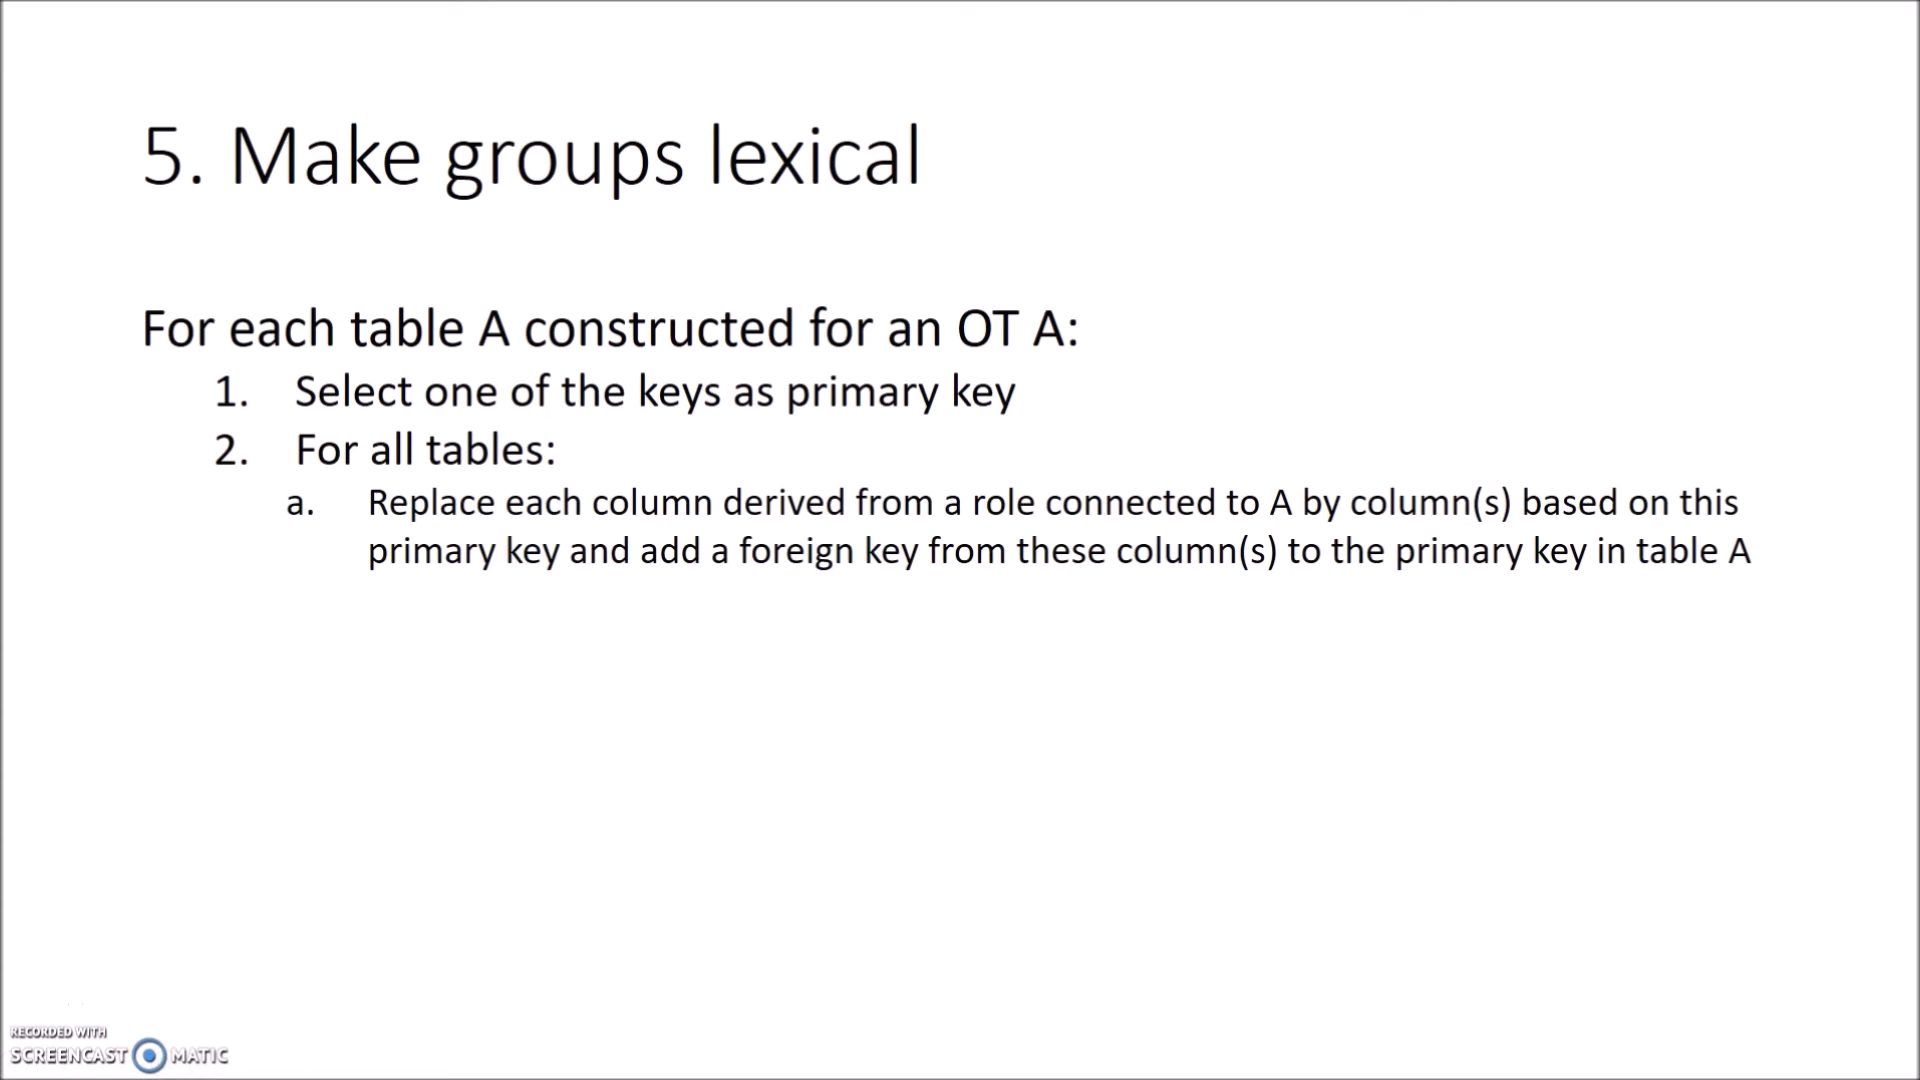 5. Make groups lexical
For each table A constructed for an OT A:
1. Select one of the keys as primary key
2. For all tables:
a. Replace each column derived from a role connected to A by column(s) based on this
primary key and add a foreign key from these column(s) to the primary key in table A
RECORDED WITH
SCREENCAST MATIC